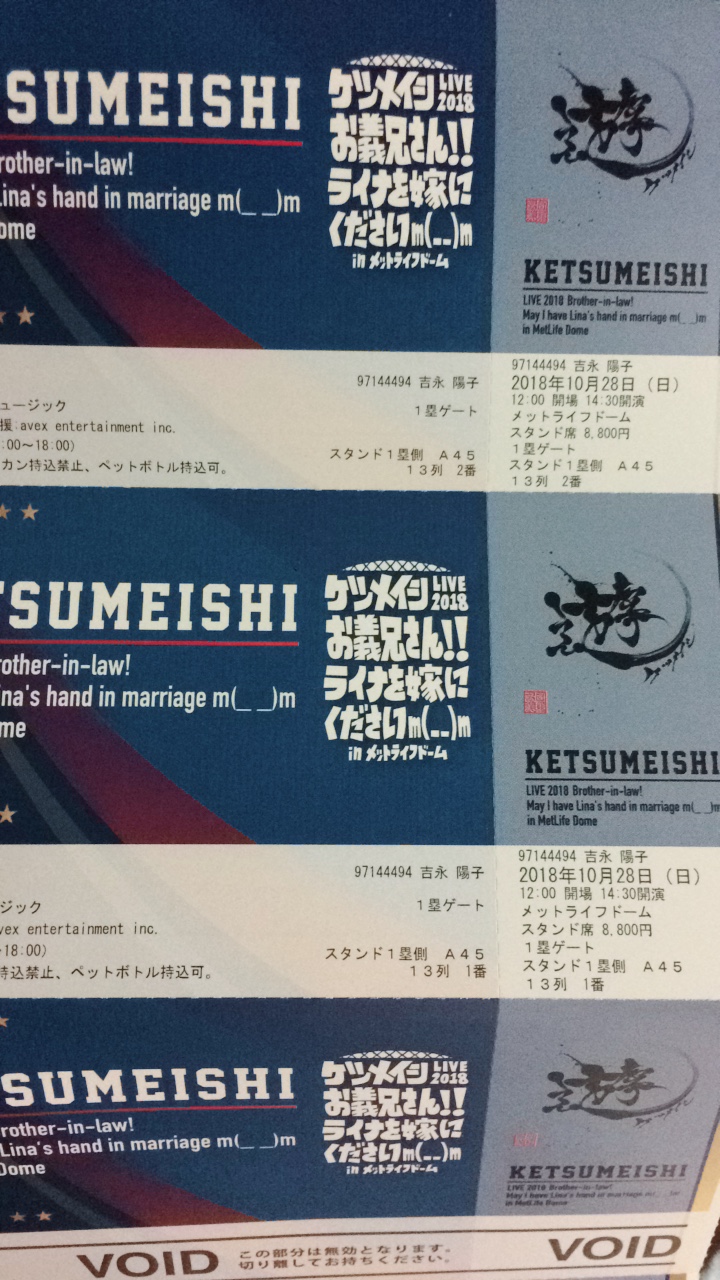 SUMEISHI
rother-in-law!
Lina's hand in marriage m(_ _)m
ome
ケツメイシ LIVE 2018
お義兄さん!!
ライナを嫁に
くださいm(_ _)m
in メットライフドーム
KETSUMEISHI
LIVE 2018 Brother-in-law!
May I have Lina's hand in marriage m(_ _)m
in MetLife Dome
97144494 吉永 陽子
ュージック
1塁ゲート
援:avex entertainment inc.
:00〜18:00)
スタンド1塁側 A45
カン持込禁止、ペットボトル持込可。
13列 2番
97144494 吉永 陽子
2018年10月28日(日)
12:00 開場 14:30開演
メットライフドーム
スタンド席 8,800円
1塁ゲート
スタンド1塁側 A45
13列 2番
TSUMEISHI
rother-in-law!
ina's hand in marriage m(_ _)m
me
ケツメイシ LIVE 2018
お義兄さん!!
ライナを嫁に
くださいm(_ _)m
in メットライフドーム
KETSUMEISHI
LIVE 2018 Brother-in-law!
May I have Lina's hand in marriage m(_ _)m
in MetLife Dome
97144494 吉永 陽子
ジック
1塁ゲート
vex entertainment inc.
〜18:00)
スタンド1塁側 A45
持込禁止、ペットボトル持込可。
13列 1番
97144494 吉永 陽子
2018年10月28日(日)
12:00 開場 14:30開演
メットライフドーム
スタンド席 8,800円
1塁ゲート
スタンド1塁側 A45
13列 1番
SUMEISHI
rother-in-law!
Lina's hand in marriage m(_ _)m
Dome
ケツメイシ LIVE 2018
お義兄さん!!
ライナを嫁に
くださいm(_ _)m
in メットライフドーム
KETSUMEISHI
LIVE 2018 Brother-in-law!
May I have Lina's hand in marriage m(_ _)m
in MetLife Dome
VOID
この部分は無効となります。
切り離してお持ちください。
VOID